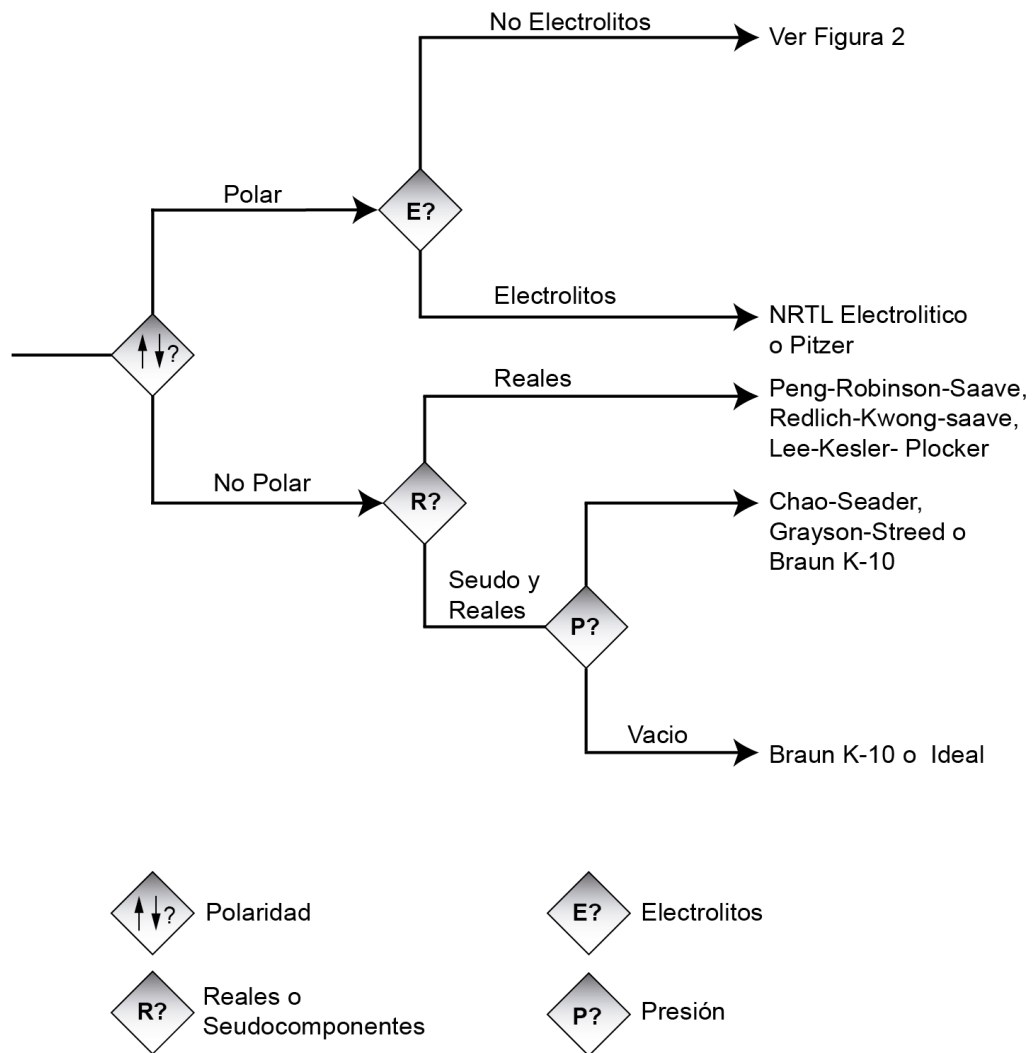 No Electrolitos
Ver Figura 2
Polar
E?
Electrolitos
NRTL Electrolitico
o Pitzer
?
Reales
Peng-Robinson-Saave,
Redlich-Kwong-saave,
Lee-Kesler- Plocker
No Polar
R?
Chao-Seader,
Grayson-Streed o
Braun K-10
Seudo y
Reales
P?
Vacio
Braun K-10 o Ideal
?
Polaridad
E?
Electrolitos
R?
Reales o
Seudocomponentes
P?
Presión